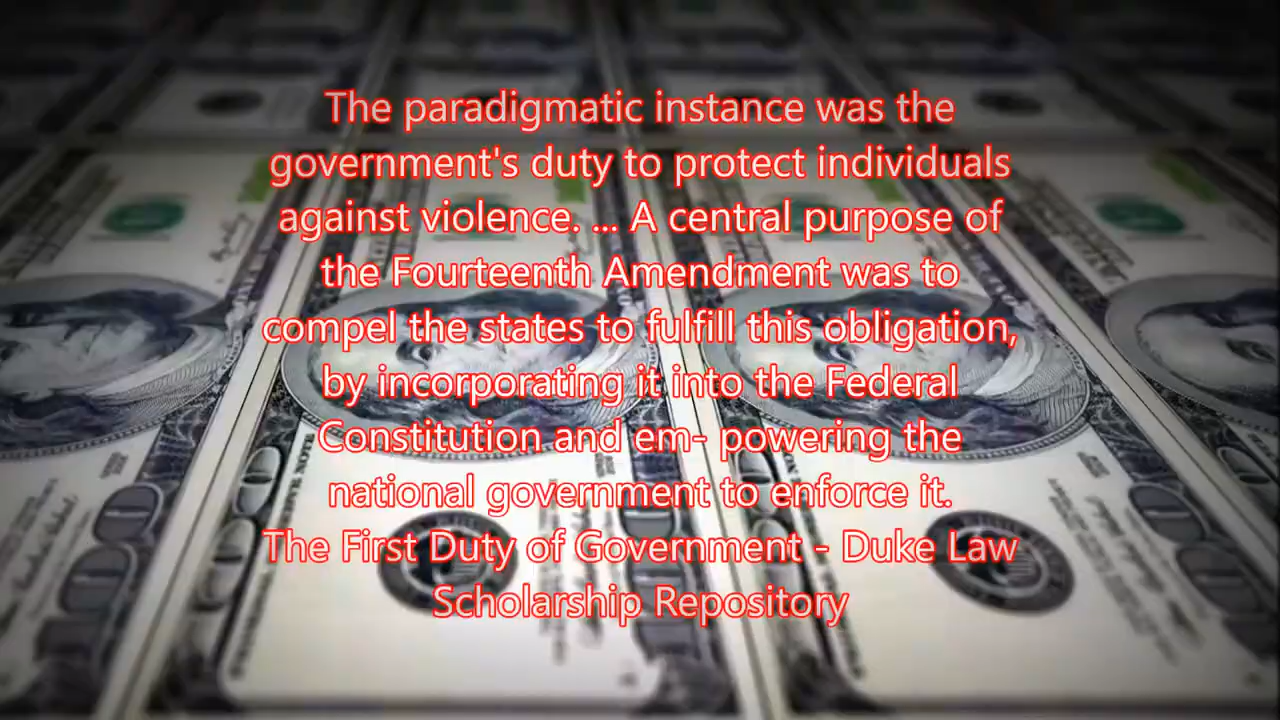 The paradigmatic instance was the
government's duty to protect individuals
against violence. ... A central purpose of
the Fourteenth Amendment was to
compel the states to fulfill this obligation,
by incorporating it into the Federal
Constitution and em- powering the
national government to enforce it.
The First Duty of Government - Duke Law
Scholarship Repository